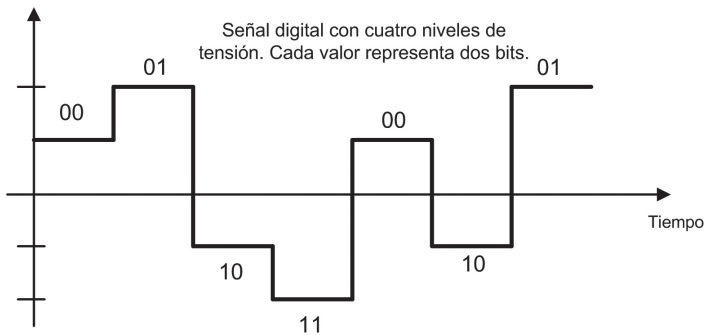 Señal digital con cuatro niveles de
tensión. Cada valor representa dos bits.
01
01
00
00
Tiempo
10
10
11